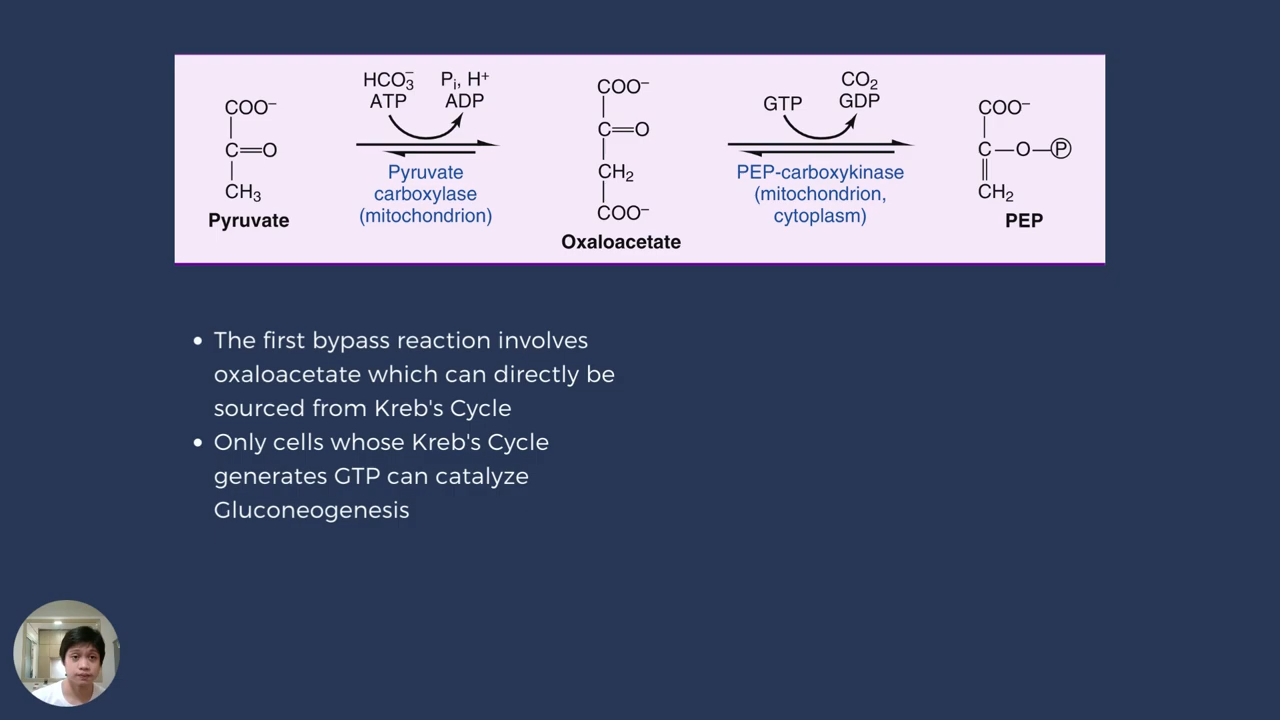 HCO₃⁻ Pᵢ, H⁺
ATP ADP
COO⁻
C=O
CH₃
Pyruvate
Pyruvate
carboxylase
(mitochondrion)
COO⁻
C=O
CH₂
COO⁻
Oxaloacetate
CO₂
GTP GDP
PEP-carboxykinase
(mitochondrion,
cytoplasm)
COO⁻
C—O—Ⓟ
CH₂
PEP
• The first bypass reaction involves
oxaloacetate which can directly be
sourced from Kreb's Cycle
• Only cells whose Kreb's Cycle
generates GTP can catalyze
Gluconeogenesis